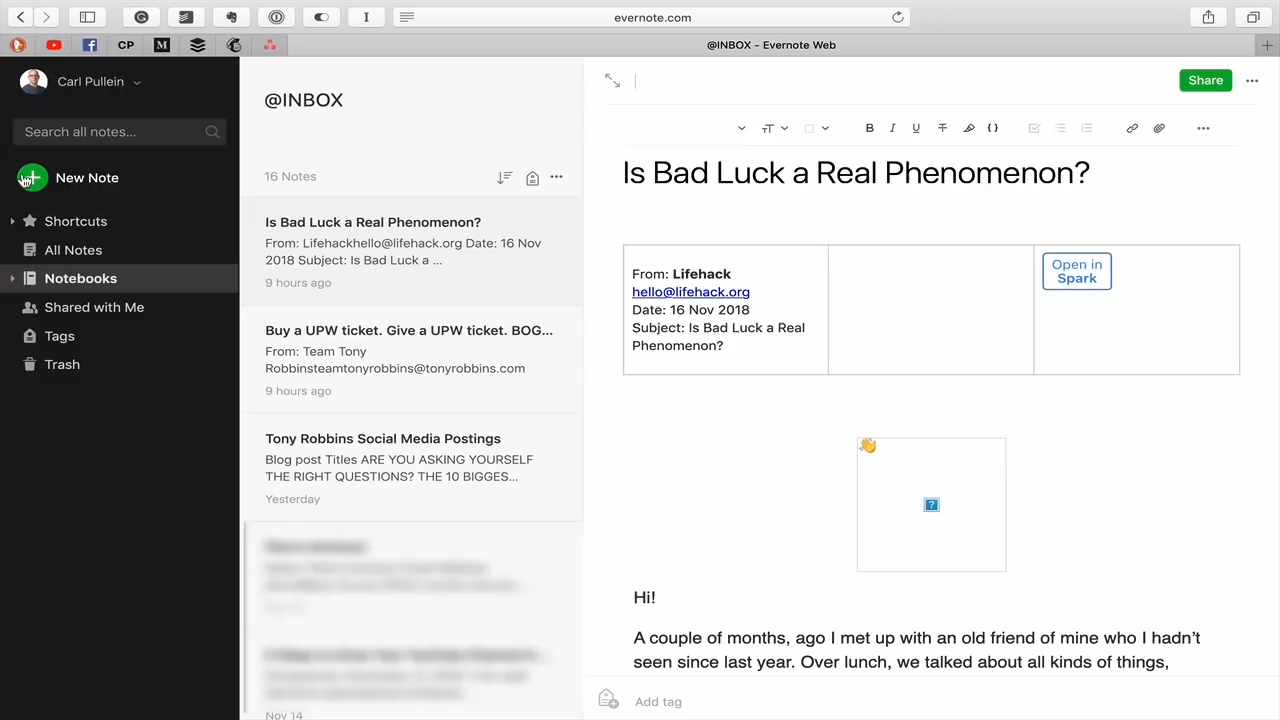 evernote.com
CP
@INBOX - Evernote Web
Carl Pullein
Search all notes...
New Note
Shortcuts
All Notes
Notebooks
Shared with Me
Tags
Trash
@INBOX
16 Notes
Is Bad Luck a Real Phenomenon?
From: Lifehackhello@lifehack.org Date: 16 Nov
2018 Subject: Is Bad Luck a ...
9 hours ago
Buy a UPW ticket. Give a UPW ticket. BOG...
From: Team Tony
Robbinsteamtonyrobbins@tonyrobbins.com
9 hours ago
Tony Robbins Social Media Postings
Blog post Titles ARE YOU ASKING YOURSELF
THE RIGHT QUESTIONS? THE 10 BIGGES...
Yesterday
Nov 14
Share
B I U T {}
Is Bad Luck a Real Phenomenon?
From: Lifehack
hello@lifehack.org
Date: 16 Nov 2018
Subject: Is Bad Luck a Real
Phenomenon?
Open in
Spark
Hi!
A couple of months, ago I met up with an old friend of mine who I hadn't
seen since last year. Over lunch, we talked about all kinds of things,
Add tag